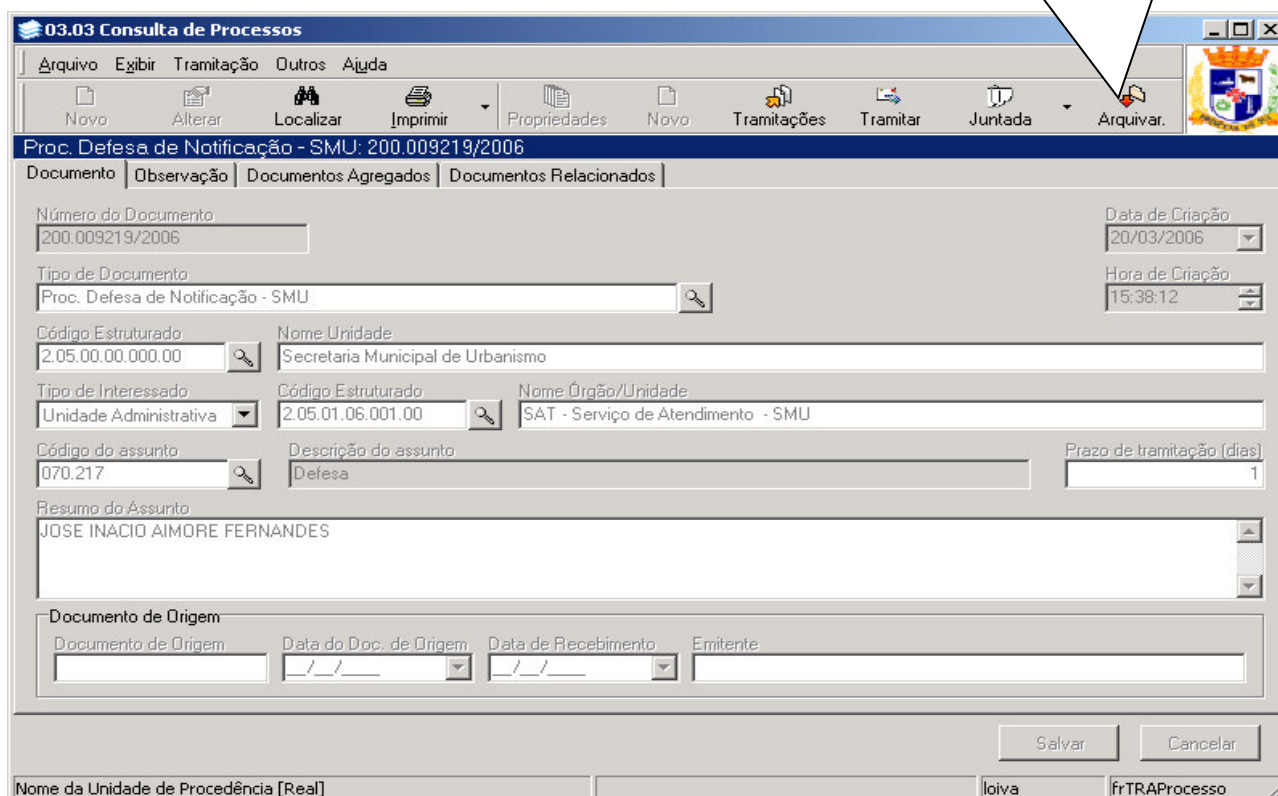 03.03 Consulta de Processos
Arquivo Exibir Tramitação Outros Ajuda
Novo Alterar Localizar Imprimir Propriedades Novo Tramitações Tramitar Juntada Arquivar.
Proc. Defesa de Notificação - SMU: 200.009219/2006
Documento Observação Documentos Agregados Documentos Relacionados
Número do Documento Data de Criação
200.009219/2006 20/03/2006
Tipo de Documento Hora de Criação
Proc. Defesa de Notificação - SMU 15:38:12
Código Estruturado Nome Unidade
2.05.00.00.000.00 Secretaria Municipal de Urbanismo
Tipo de Interessado Código Estruturado Nome Órgão/Unidade
Unidade Administrativa 2.05.01.06.001.00 SAT - Serviço de Atendimento - SMU
Código do assunto Descrição do assunto Prazo de tramitação (dias)
070.217 Defesa 1
Resumo do Assunto
JOSE INACIO AIMORE FERNANDES
Documento de Origem
Documento de Origem Data do Doc. de Origem Data de Recebimento Emitente
__/__/____ __/__/____
Salvar Cancelar
Nome da Unidade de Procedência [Real] loiva frTRAProcesso